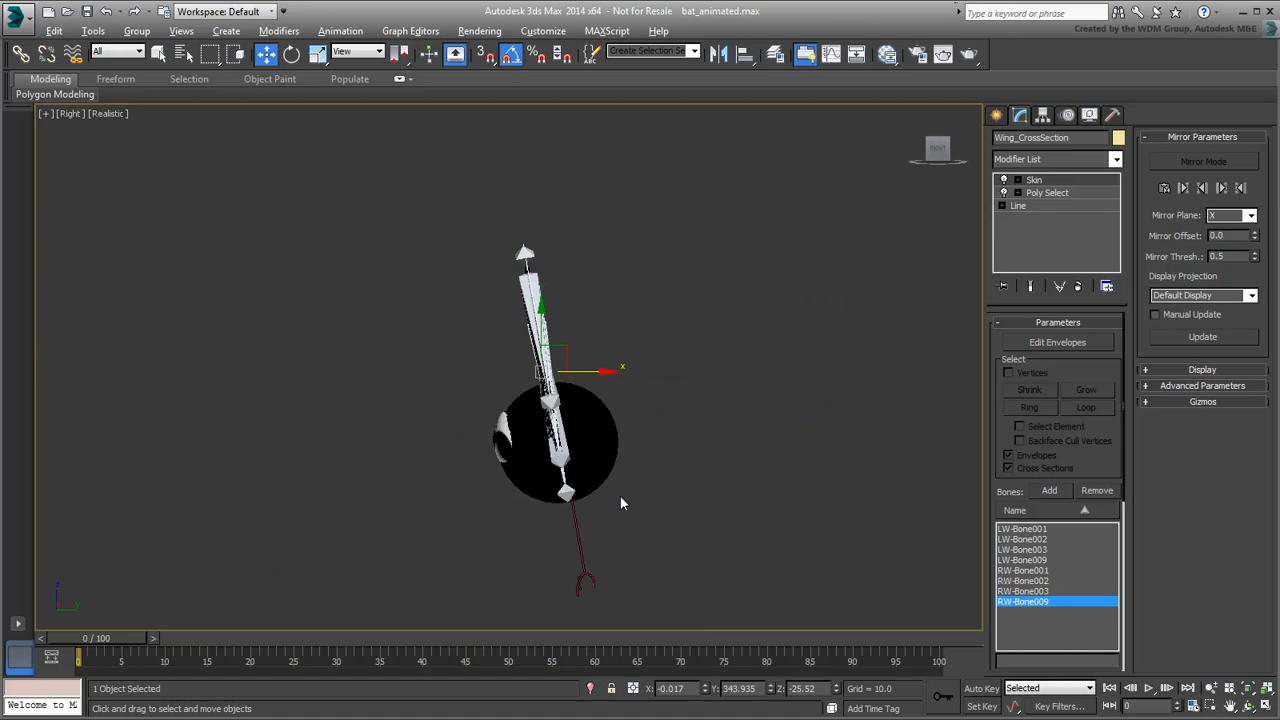 Workspace: Default
Autodesk 3ds Max 2014 x64 - Not for Resale bat_animated.max
Type a keyword or phrase
Edit Tools Group Views Create Modifiers Animation Graph Editors Rendering Customize MAXScript Help
Created by the WDM Group, Autodesk MBE
All View Create Selection Se
Modeling Freeform Selection Object Paint Populate
Polygon Modeling
[+] [Right] [Realistic]
RIGHT
x
z
y
Wing_CrossSection
Modifier List
Skin
Poly Select
Line
Parameters
Edit Envelopes
Select
Vertices
Shrink Grow
Ring Loop
Select Element
Backface Cull Vertices
Envelopes
Cross Sections
Bones: Add Remove
Name
LW-Bone001
LW-Bone002
LW-Bone003
LW-Bone009
RW-Bone001
RW-Bone002
RW-Bone003
RW-Bone009
Mirror Parameters
Mirror Mode
Mirror Plane: X
Mirror Offset: 0.0
Mirror Thresh.: 0.5
Display Projection
Default Display
Manual Update
Update
Display
Advanced Parameters
Gizmos
0 / 100
0 5 10 15 20 25 30 35 40 45 50 55 60 65 70 75 80 85 90 95 100
1 Object Selected X: -0.017 Y: 343.935 Z: -25.52 Grid = 10.0 Auto Key Selected
Welcome to M Click and drag to select and move objects Add Time Tag Set Key Key Filters... 0